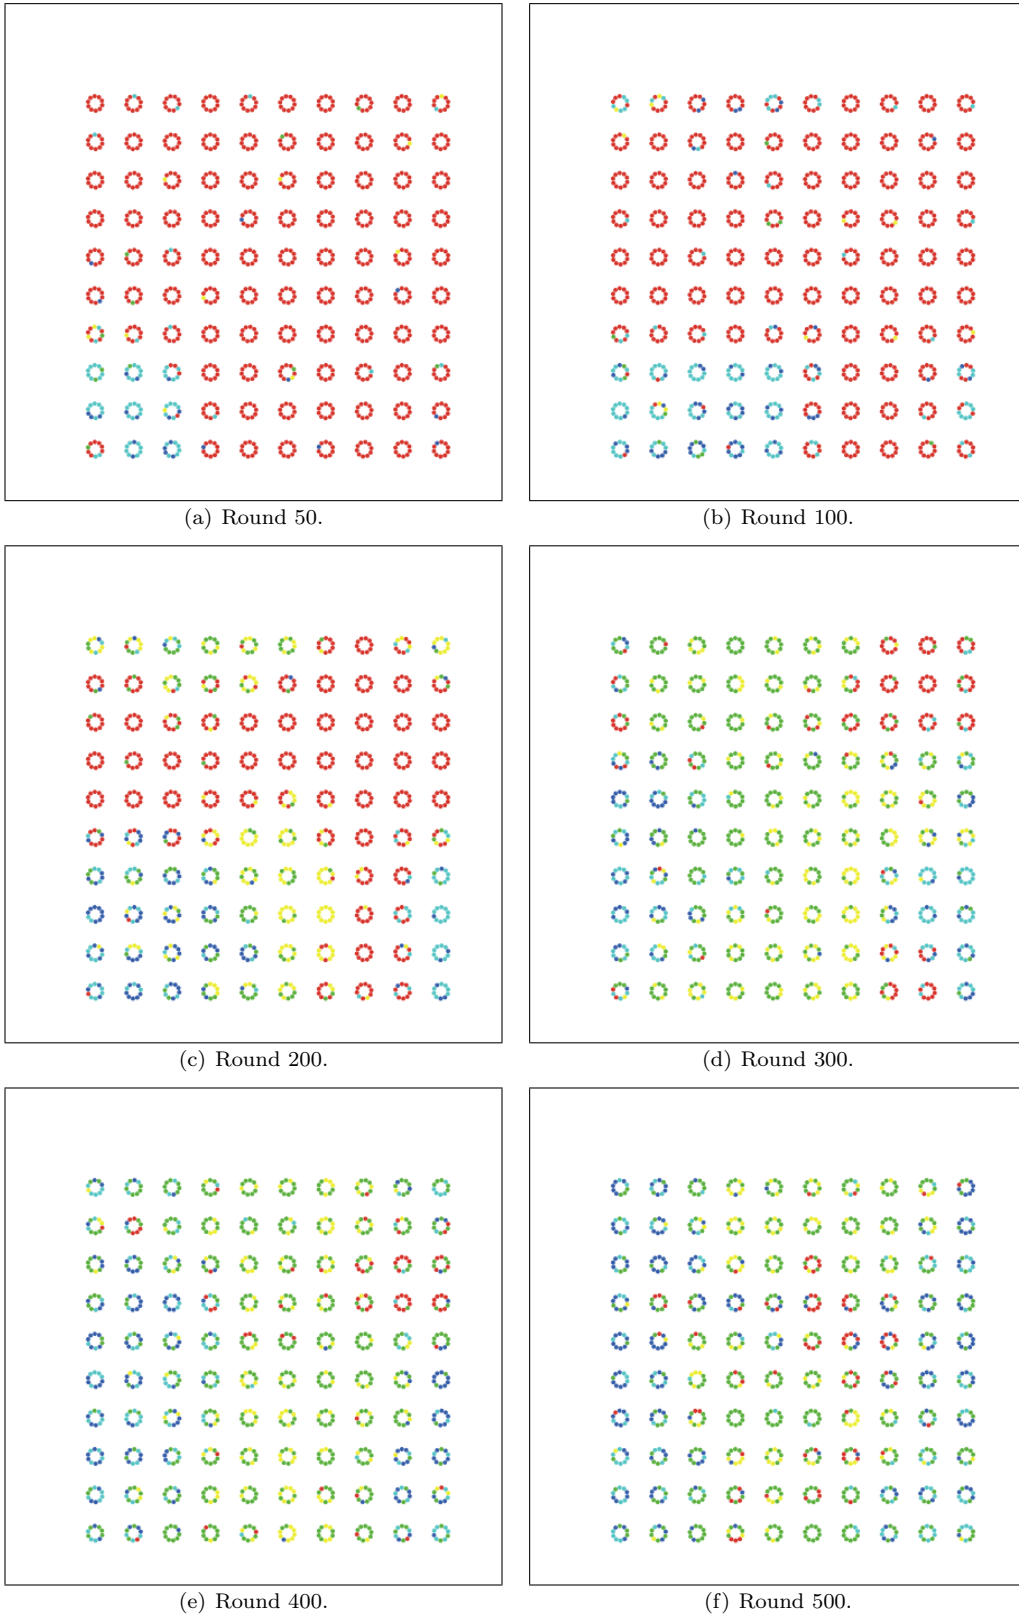 (a) Round 50.
(b) Round 100.
(c) Round 200.
(d) Round 300.
(e) Round 400.
(f) Round 500.